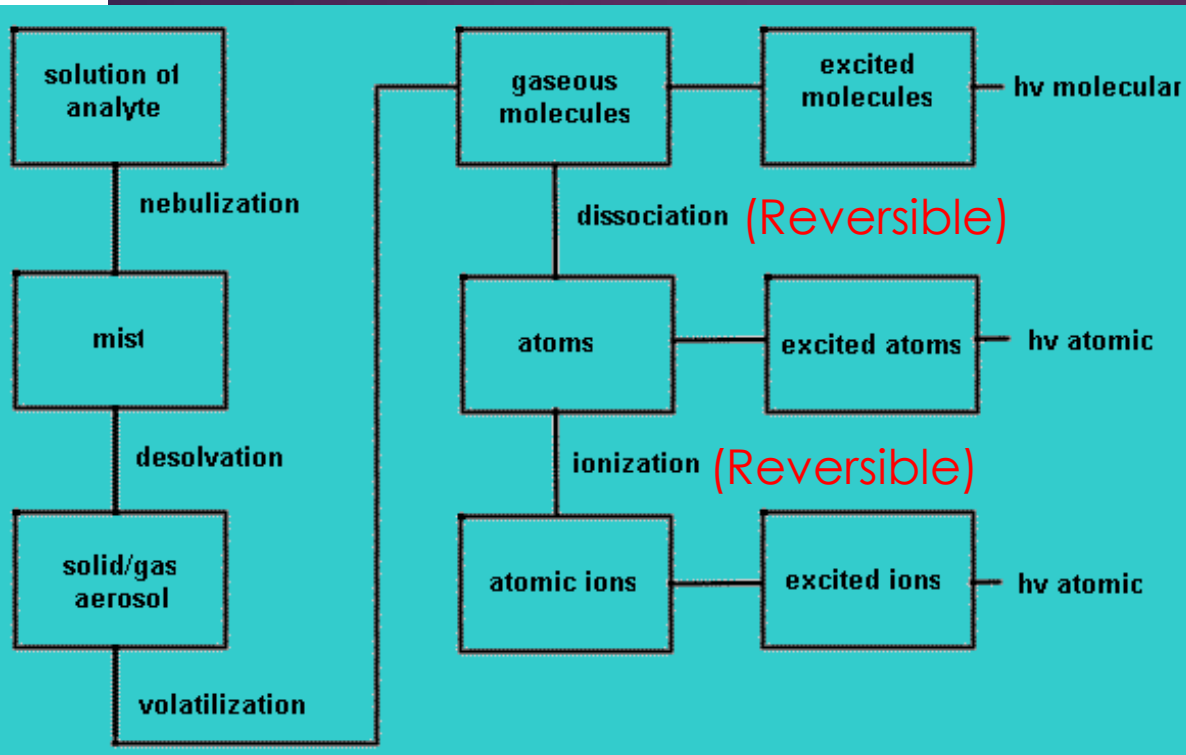 solution of
analyte
nebulization
mist
desolvation
solid/gas
aerosol
volatilization
gaseous
molecules
excited
molecules
hv molecular
dissociation (Reversible)
atoms
excited atoms
hv atomic
ionization (Reversible)
atomic ions
excited ions
hv atomic